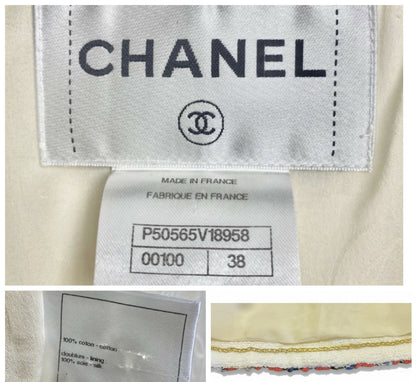 CHANEL
MADE IN FRANCE
FABRIQUE EN FRANCE
P50565V18958
00100 38
100% coton - cotton
doublure - lining :
100% soie - silk